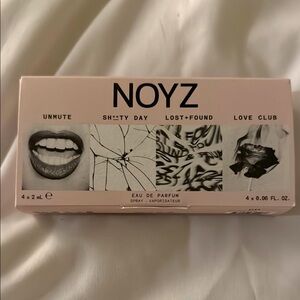 NOYZ
UNMUTE SH**TY DAY LOST+FOUND LOVE CLUB
4 x 2 mL ℮ EAU DE PARFUM 4 x 0.06 FL. OZ.
SPRAY - VAPORISATEUR